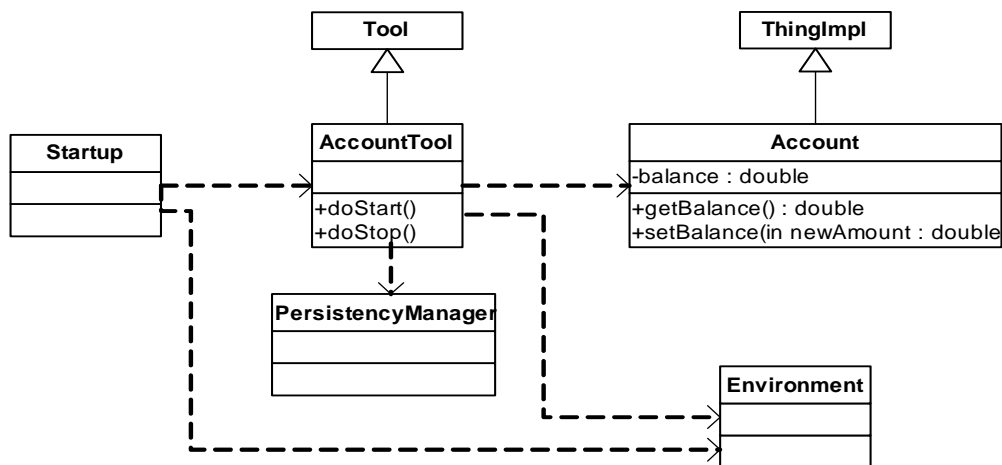 Tool
ThingImpl
Startup
AccountTool
+doStart()
+doStop()
Account
-balance : double
+getBalance() : double
+setBalance(in newAmount : double
PersistencyManager
Environment